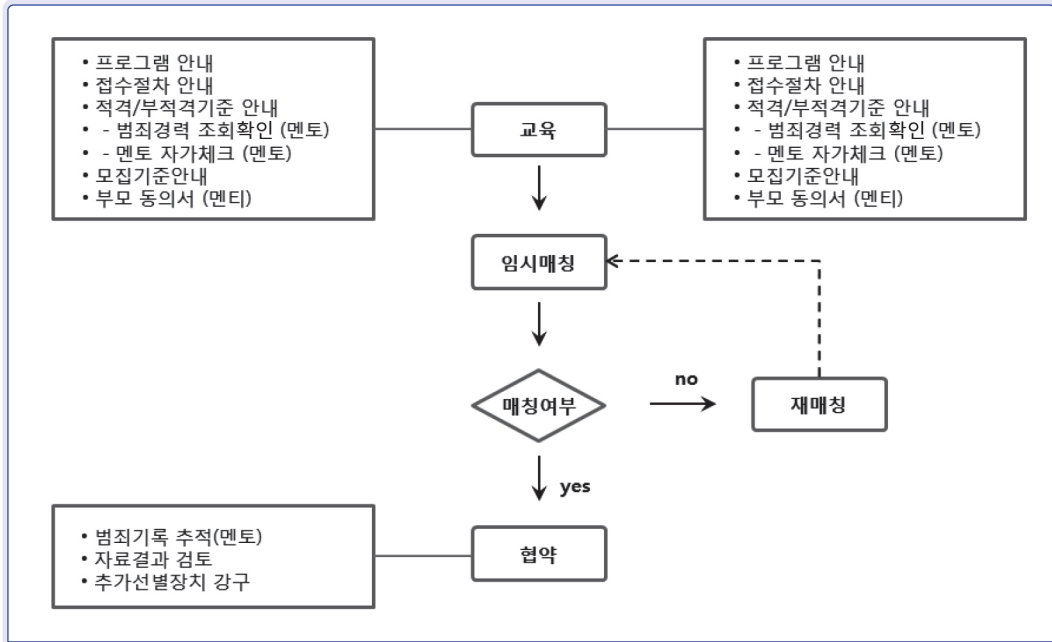 • 프로그램 안내
• 접수절차 안내
• 적격/부적격기준 안내
- 범죄경력 조회확인 (멘토)
- 멘토 자가체크 (멘토)
• 모집기준안내
• 부모 동의서 (멘티)
교육
• 프로그램 안내
• 접수절차 안내
• 적격/부적격기준 안내
- 범죄경력 조회확인 (멘토)
- 멘토 자가체크 (멘토)
• 모집기준안내
• 부모 동의서 (멘티)
임시매칭
매칭여부
no
재매칭
yes
• 범죄기록 추적(멘토)
• 자료결과 검토
• 추가선별장치 강구
협약